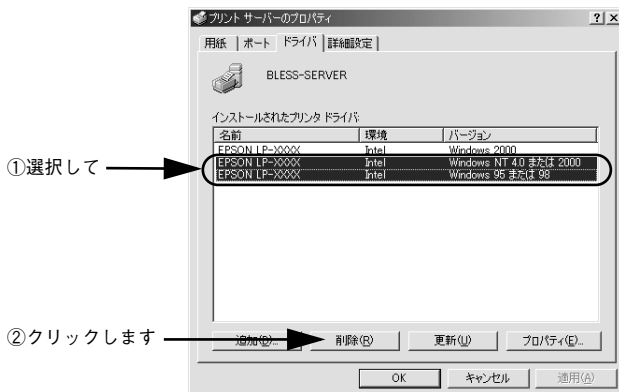 プリント サーバーのプロパティ
用紙 ポート ドライバ 詳細設定
BLESS-SERVER
インストールされたプリンタ ドライバ:
名前 環境 バージョン
EPSON LP-XXXX Intel Windows 2000
①選択して
EPSON LP-XXXX Intel Windows NT 4.0 または 2000
EPSON LP-XXXX Intel Windows 95 または 98
②クリックします
追加(D)... 削除(R) 更新(U) プロパティ(E)...
OK キャンセル 適用(A)